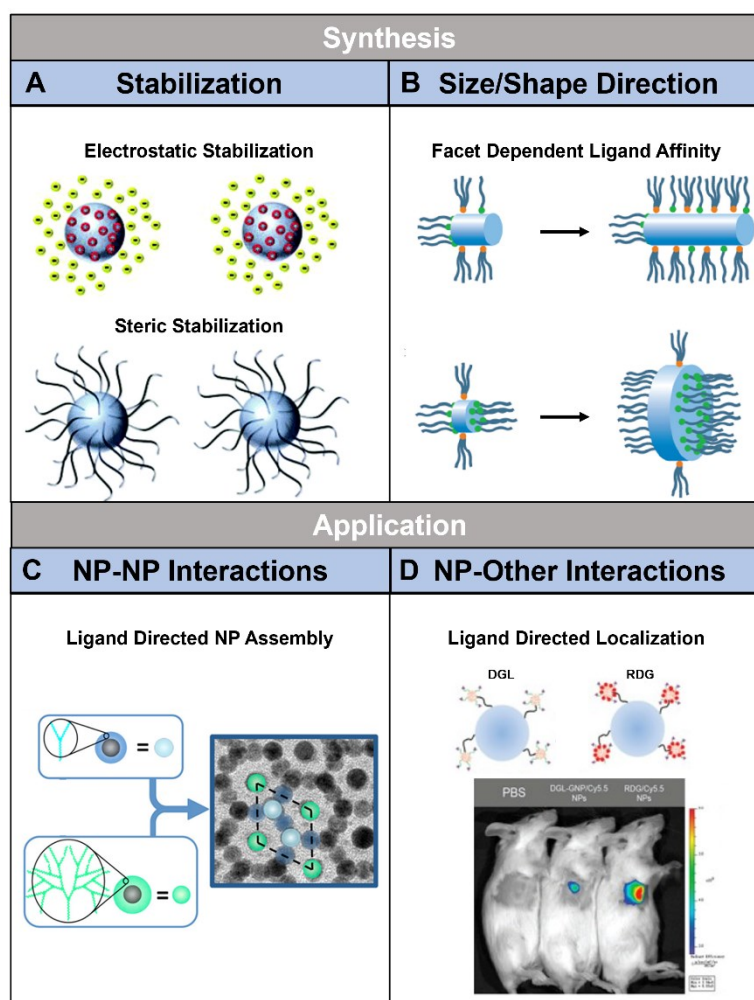 Synthesis
A Stabilization
B Size/Shape Direction
Electrostatic Stabilization
Facet Dependent Ligand Affinity
Steric Stabilization
Application
C NP-NP Interactions
D NP-Other Interactions
Ligand Directed NP Assembly
Ligand Directed Localization
DGL
RDG
=
=
PBS
DGL-GNP/Cy5.5
NPs
RDG/Cy5.5
NPs